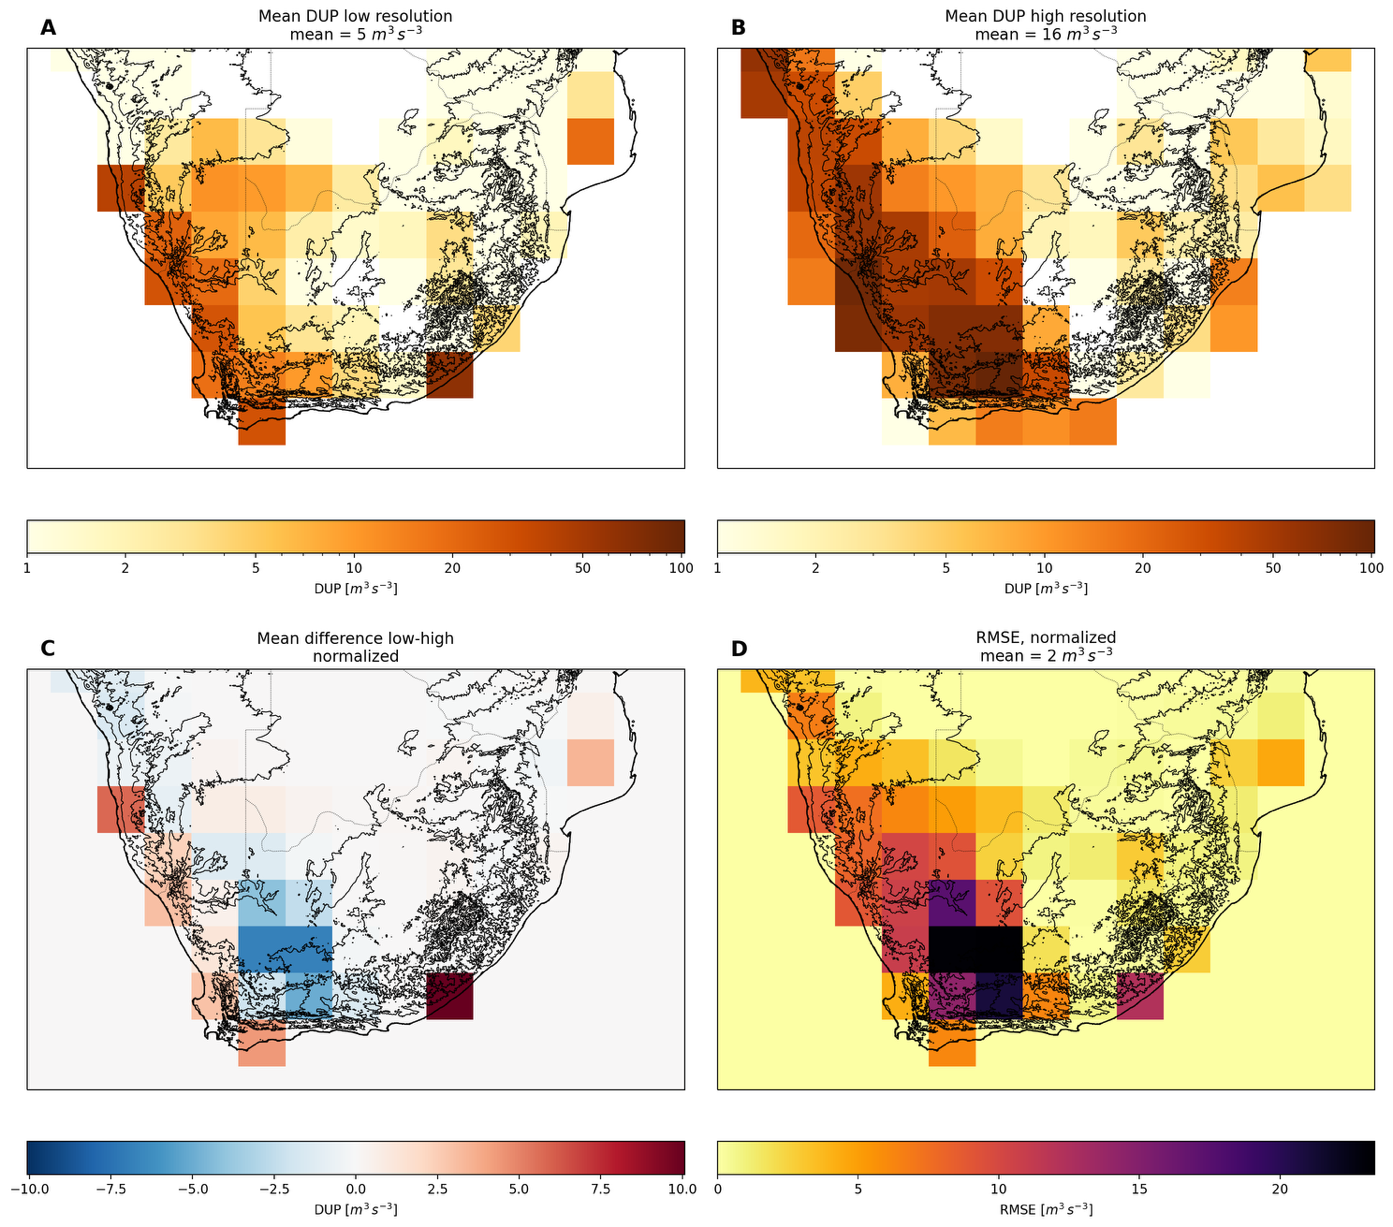 A
Mean DUP low resolution
mean = 5 m³ s⁻³
B
Mean DUP high resolution
mean = 16 m³ s⁻³
1 2 5 10 20 50 100
DUP [m³ s⁻³]
1 2 5 10 20 50 100
DUP [m³ s⁻³]
C
Mean difference low-high
normalized
D
RMSE, normalized
mean = 2 m³ s⁻³
−10.0 −7.5 −5.0 −2.5 0.0 2.5 5.0 7.5 10.0
DUP [m³ s⁻³]
0 5 10 15 20
RMSE [m³ s⁻³]